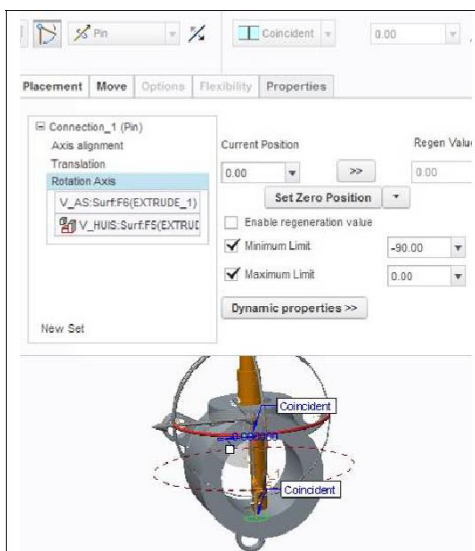 Pin
Coincident
0.00
Placement Move Options Flexibility Properties
Connection_1 (Pin)
Axis alignment
Translation
Rotation Axis
V_AS:Surf:F6(EXTRUDE_1)
V_HUIS:Surf:F5(EXTRUD
New Set
Current Position
Regen Value
0.00
>>
0.00
Set Zero Position
Enable regeneration value
Minimum Limit
-90.00
Maximum Limit
0.00
Dynamic properties >>
Coincident
Coincident